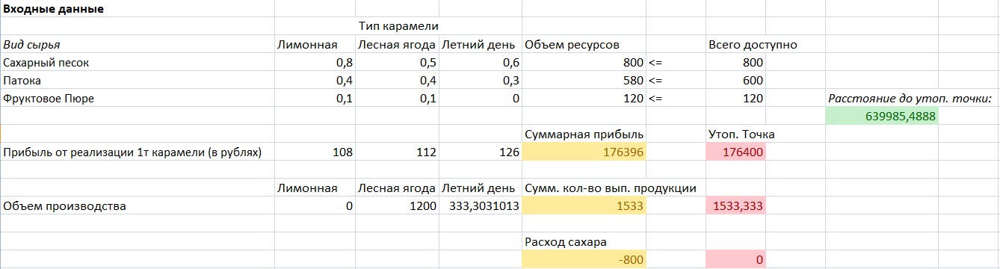 Входные данные
Тип карамели
Вид сырья Лимонная Лесная ягода Летний день Объем ресурсов Всего доступно
Сахарный песок 0,8 0,5 0,6 800 <= 800
Патока 0,4 0,4 0,3 580 <= 600
Фруктовое Пюре 0,1 0,1 0 120 <= 120 Расстояние до утоп. точки:
639985,4888
Суммарная прибыль Утоп. Точка
Прибыль от реализации 1т карамели (в рублях) 108 112 126 176396 176400
Лимонная Лесная ягода Летний день Сумм. кол-во вып. продукции
Объем производства 0 1200 333,3031013 1533 1533,333
Расход сахара
-800 0